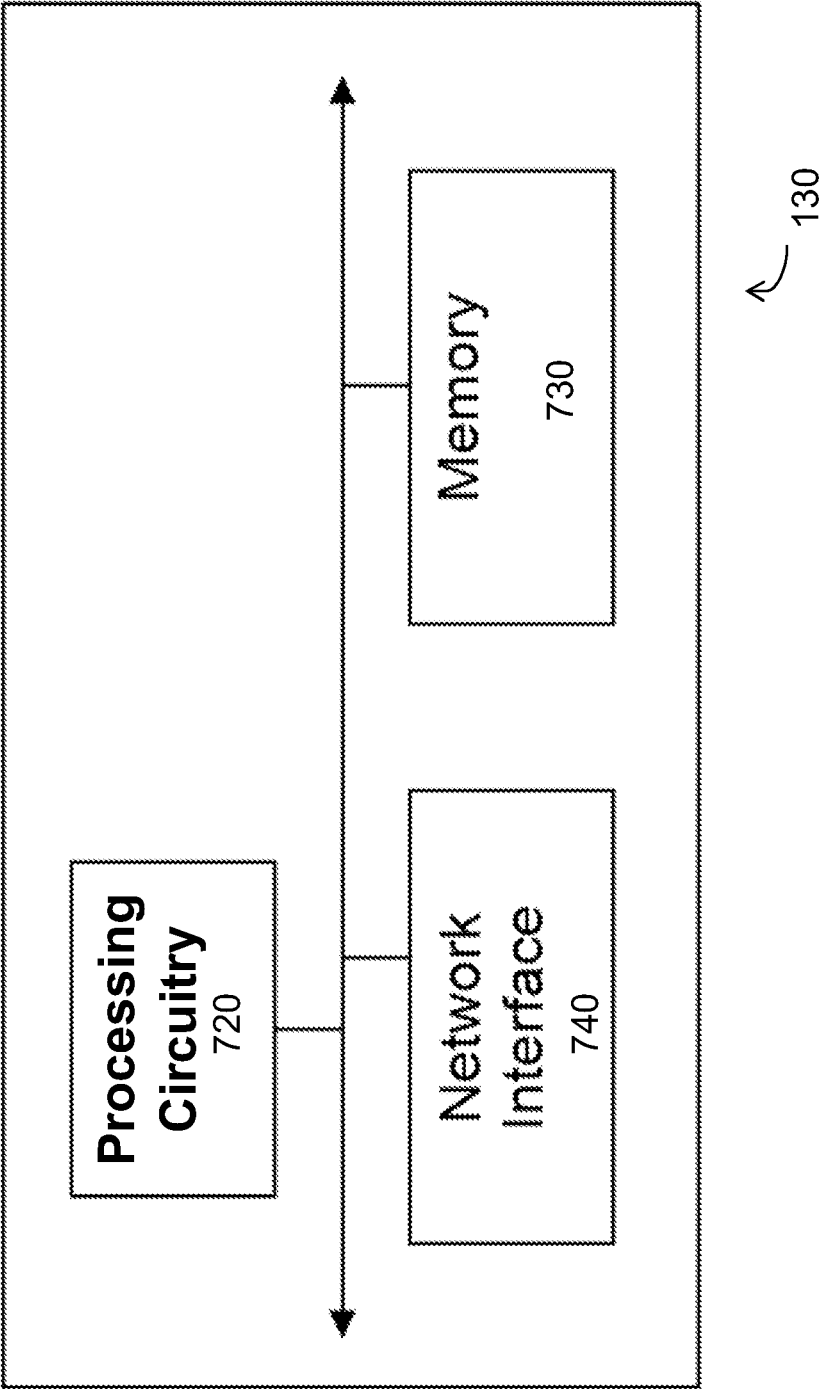 Processing
Circuitry
720
Network
Interface
740
Memory
730
130